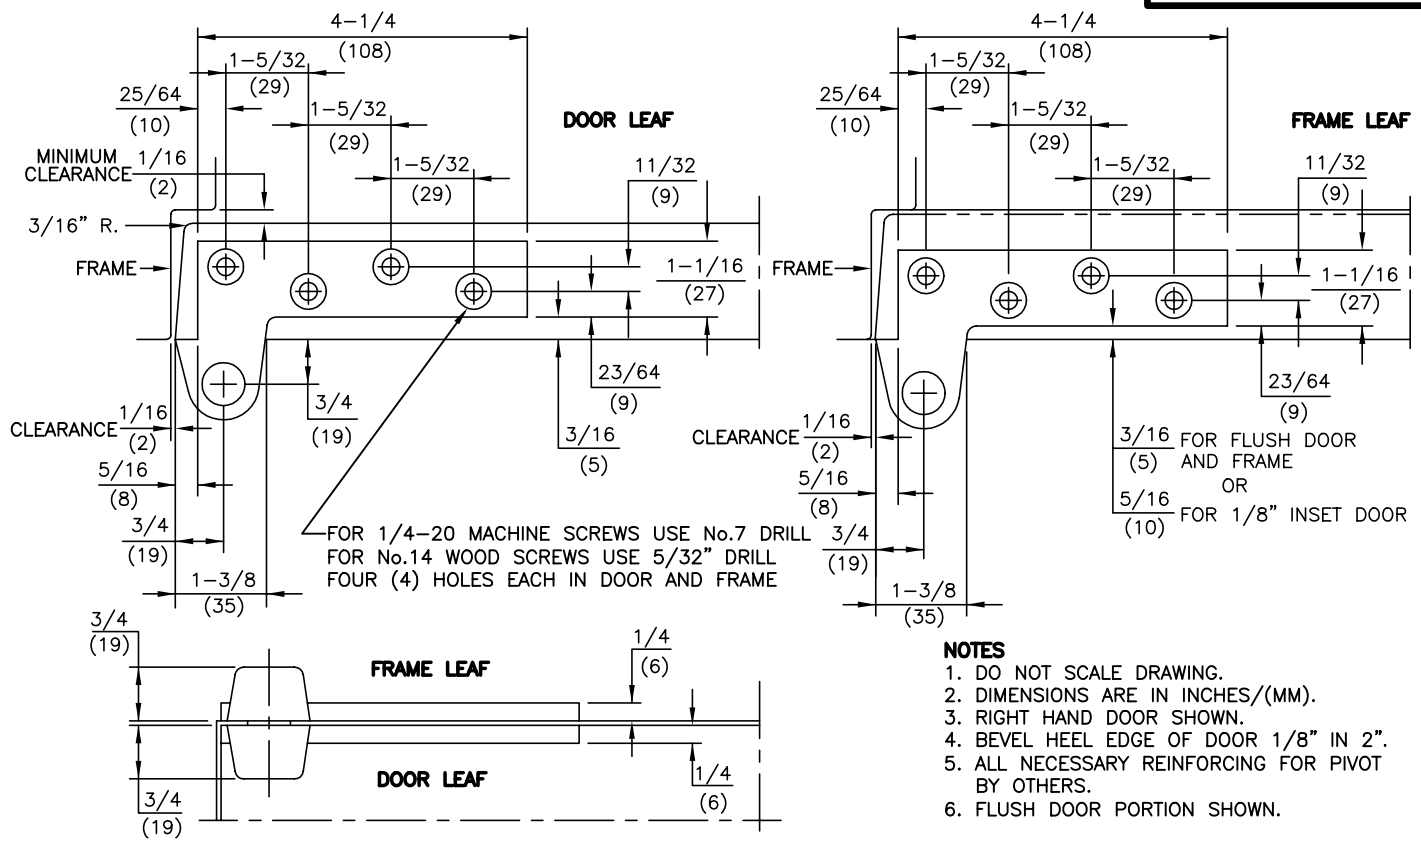 4-1/4
(108)
1-5/32
(29)
25/64
(10)
1-5/32
(29)
DOOR LEAF
MINIMUM
CLEARANCE
1/16
(2)
1-5/32
(29)
11/32
(9)
3/16" R.
FRAME
1-1/16
(27)
23/64
(9)
3/4
(19)
1/16
(2)
CLEARANCE
3/16
(5)
5/16
(8)
3/4
(19)
FOR 1/4-20 MACHINE SCREWS USE No.7 DRILL
FOR No.14 WOOD SCREWS USE 5/32" DRILL
FOUR (4) HOLES EACH IN DOOR AND FRAME
1-3/8
(35)
4-1/4
(108)
1-5/32
(29)
25/64
(10)
1-5/32
(29)
FRAME LEAF
1-5/32
(29)
11/32
(9)
FRAME
1-1/16
(27)
23/64
(9)
1/16
(2)
CLEARANCE
3/16
(5)
FOR FLUSH DOOR
AND FRAME
OR
5/16
(10)
FOR 1/8" INSET DOOR
5/16
(8)
3/4
(19)
1-3/8
(35)
3/4
(19)
FRAME LEAF
1/4
(6)
DOOR LEAF
1/4
(6)
3/4
(19)
NOTES
1. DO NOT SCALE DRAWING.
2. DIMENSIONS ARE IN INCHES/(MM).
3. RIGHT HAND DOOR SHOWN.
4. BEVEL HEEL EDGE OF DOOR 1/8" IN 2".
5. ALL NECESSARY REINFORCING FOR PIVOT
BY OTHERS.
6. FLUSH DOOR PORTION SHOWN.